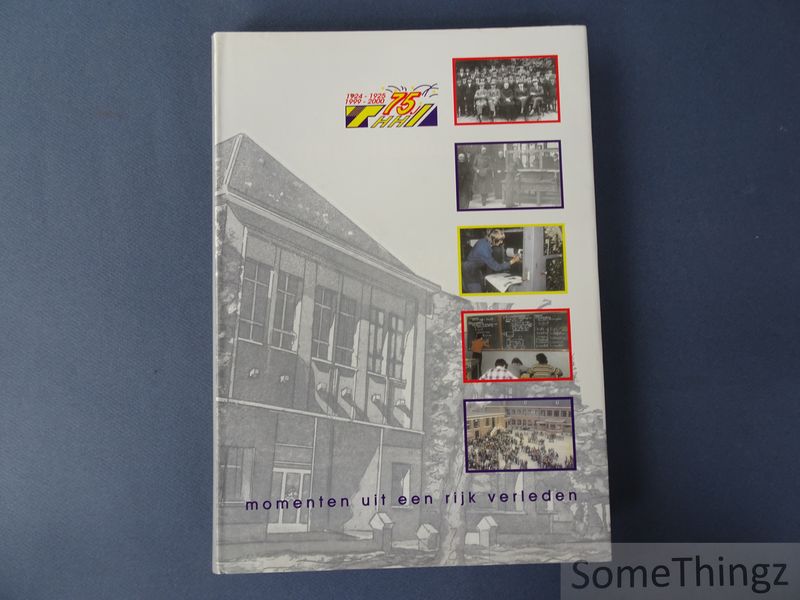 1924 - 1925
1999 - 2000
75
THHI
momenten uit een rijk verleden
SomeThingz